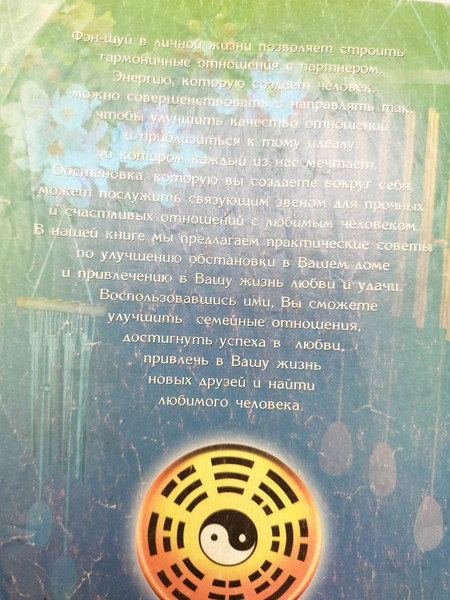 Фэн-шуй в личной жизни позволяет строить
гармоничные отношения с партнером.
Энергию, которую создает человек,
можно совершенствовать и направлять так,
чтобы улучшить качество отношений
и приблизиться к тому идеалу,
о котором каждый из нас мечтает.
Обстановка, которую вы создаете вокруг себя,
может послужить связующим звеном для прочных
и счастливых отношений с любимым человеком.
В нашей книге мы предлагаем практические советы
по улучшению обстановки в Вашем доме
и привлечению в Вашу жизнь любви и удачи.
Воспользовавшись ими, Вы сможете
улучшить семейные отношения,
достигнуть успеха в любви,
привлечь в Вашу жизнь
новых друзей и найти
любимого человека.